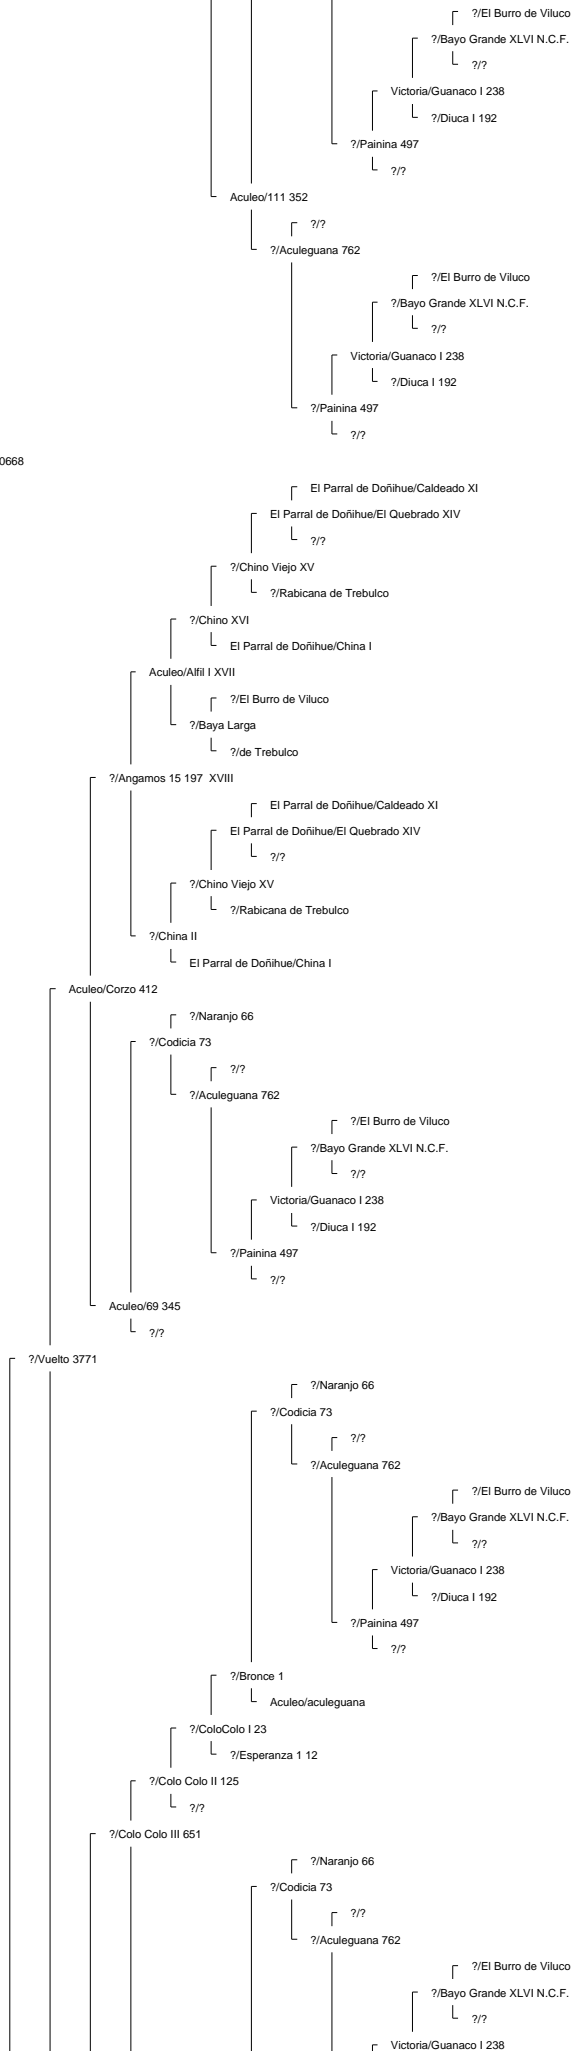 ?/El Burro de Viluco
?/Bayo Grande XLVI N.C.F.
?/?
Victoria/Guanaco I 238
?/Diuca I 192
?/Painina 497
?/?
Aculeo/111 352
?/?
?/Aculeguana 762
?/El Burro de Viluco
?/Bayo Grande XLVI N.C.F.
?/?
Victoria/Guanaco I 238
?/Diuca I 192
?/Painina 497
?/?
0668
El Parral de Doñihue/Caldeado XI
El Parral de Doñihue/El Quebrado XIV
?/?
?/Chino Viejo XV
?/Rabicana de Trebulco
?/Chino XVI
El Parral de Doñihue/China I
Aculeo/Alfil I XVII
?/El Burro de Viluco
?/Baya Larga
?/de Trebulco
?/Angamos 15 197  XVIII
El Parral de Doñihue/Caldeado XI
El Parral de Doñihue/El Quebrado XIV
?/?
?/Chino Viejo XV
?/Rabicana de Trebulco
?/China II
El Parral de Doñihue/China I
Aculeo/Corzo 412
?/Naranjo 66
?/Codicia 73
?/?
?/Aculeguana 762
?/El Burro de Viluco
?/Bayo Grande XLVI N.C.F.
?/?
Victoria/Guanaco I 238
?/Diuca I 192
?/Painina 497
?/?
Aculeo/69 345
?/?
?/Vuelto 3771
?/Naranjo 66
?/Codicia 73
?/?
?/Aculeguana 762
?/El Burro de Viluco
?/Bayo Grande XLVI N.C.F.
?/?
Victoria/Guanaco I 238
?/Diuca I 192
?/Painina 497
?/?
?/Bronce 1
Aculeo/aculeguana
?/ColoColo I 23
?/Esperanza 1 12
?/Colo Colo II 125
?/?
?/Colo Colo III 651
?/Naranjo 66
?/Codicia 73
?/?
?/Aculeguana 762
?/El Burro de Viluco
?/Bayo Grande XLVI N.C.F.
?/?
Victoria/Guanaco I 238